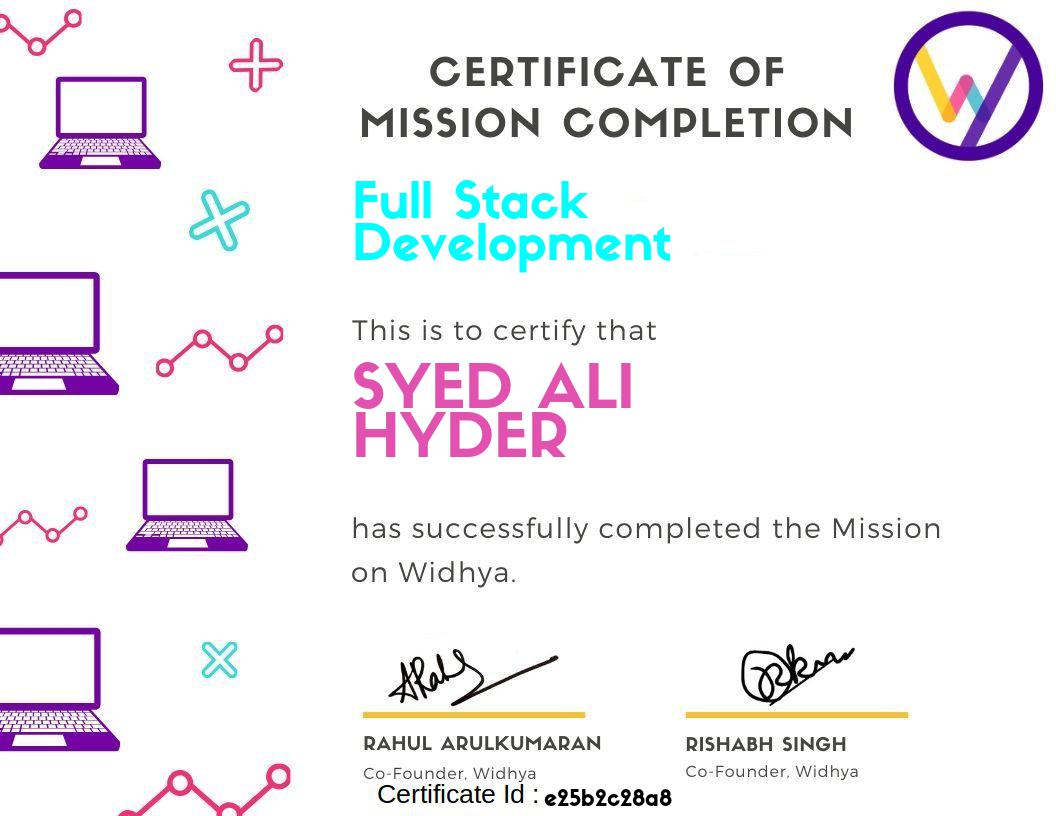 CERTIFICATE OF
MISSION COMPLETION
Full Stack
Development
This is to certify that
SYED ALI
HYDER
has successfully completed the Mission
on Widhya.
RAHUL ARULKUMARAN
Co-Founder, Widhya
RISHABH SINGH
Co-Founder, Widhya
Certificate Id : e25b2c28a8